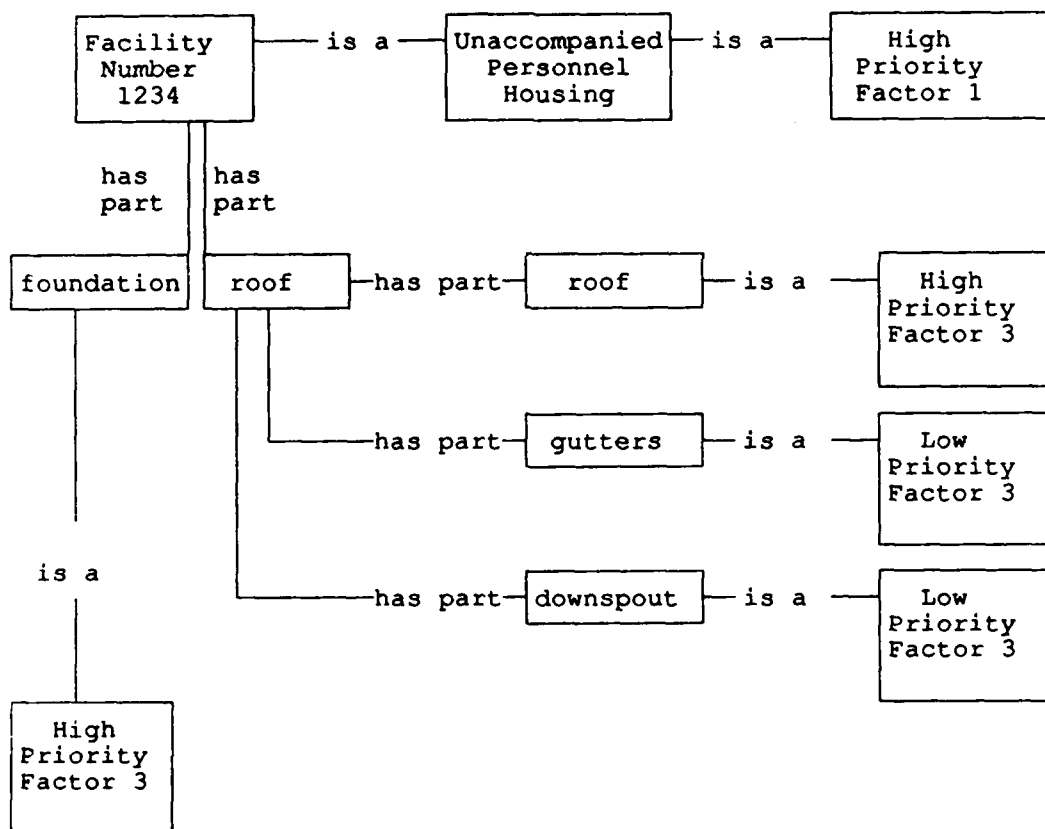 Facility
Number
1234
is a
Unaccompanied
Personnel
Housing
is a
High
Priority
Factor 1
has
part
has
part
foundation
roof
has part
roof
is a
High
Priority
Factor 3
has part
gutters
is a
Low
Priority
Factor 3
is a
has part
downspout
is a
Low
Priority
Factor 3
High
Priority
Factor 3